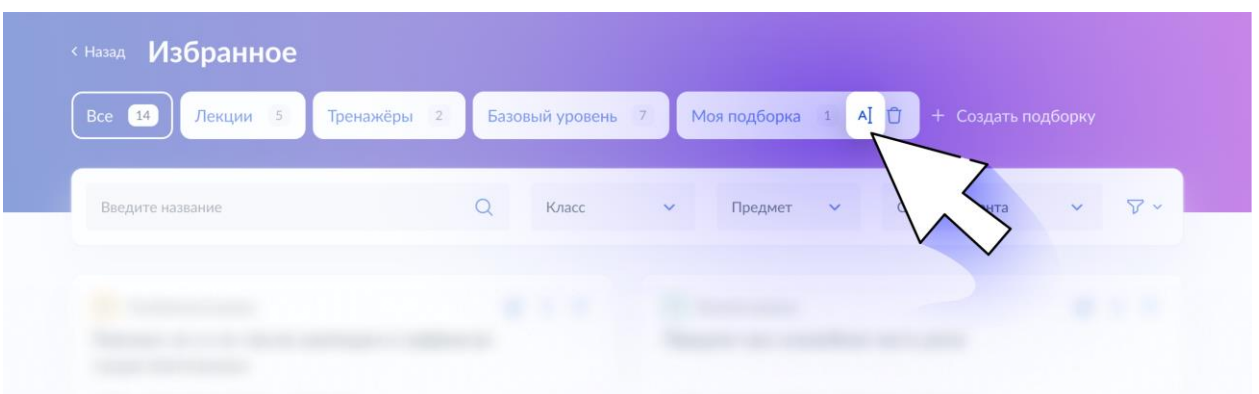 < Назад Избранное
Все 14 Лекции 5 Тренажёры 2 Базовый уровень 7 Моя подборка 1 A + Создать подборку
Введите название Класс Предмет